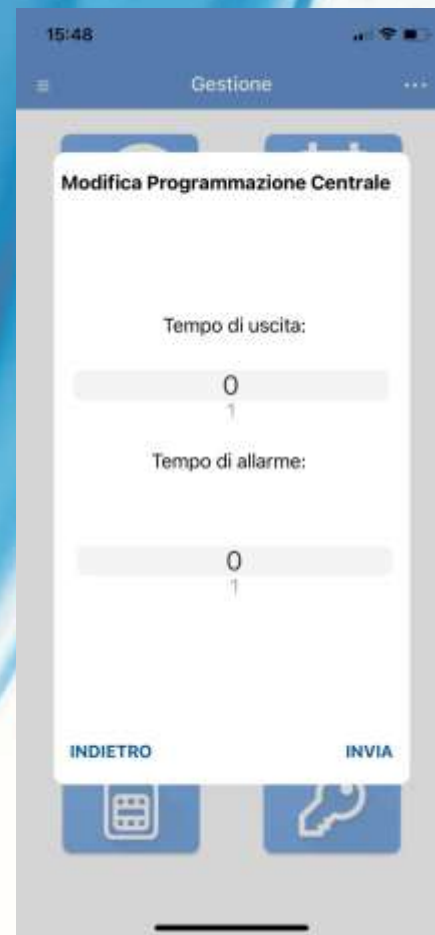 15:48
Gestione
Modifica Programmazione Centrale
Tempo di uscita:
0
1
Tempo di allarme:
0
1
INDIETRO
INVIA